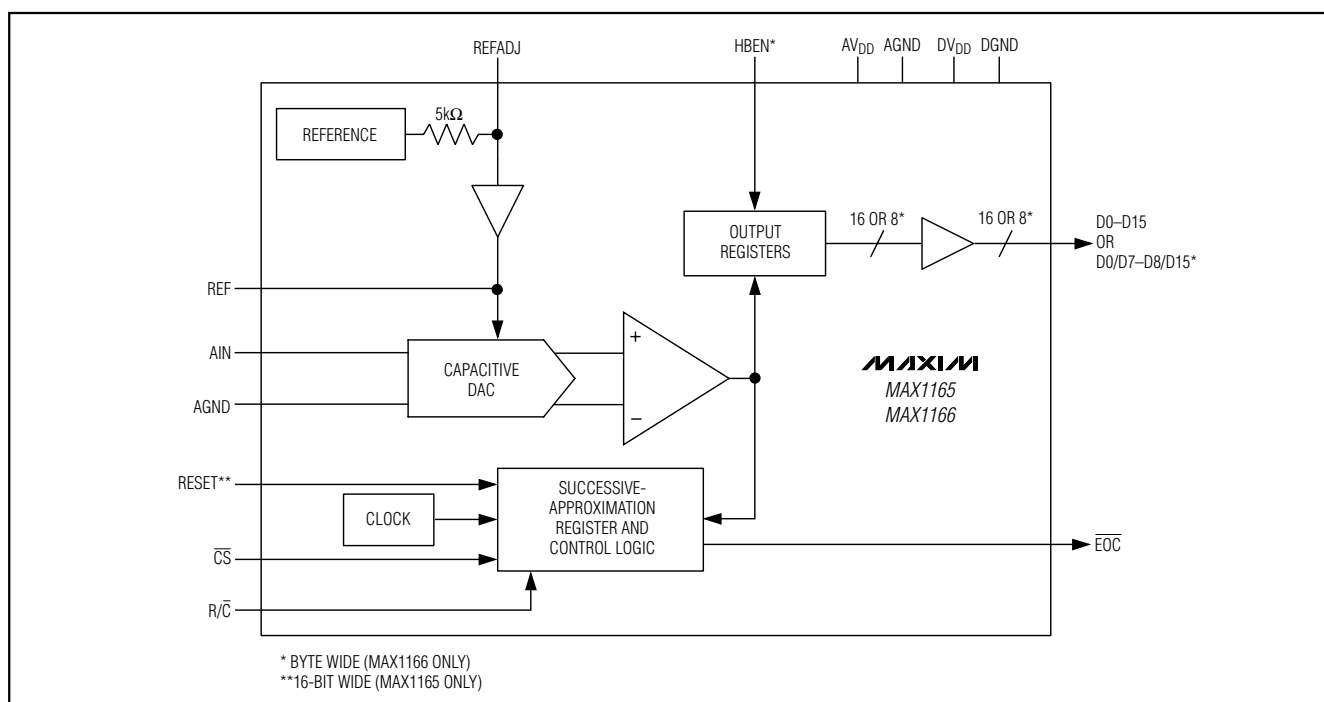 REFADJ
HBEN*
AVDD
AGND
DVDD
DGND
5kΩ
REFERENCE
16 OR 8*
16 OR 8*
OUTPUT
REGISTERS
D0–D15
OR
D0/D7–D8/D15*
REF
AIN
AGND
CAPACITIVE
DAC
+
−
MAXIM
MAX1165
MAX1166
RESET**
CLOCK
SUCCESSIVE-
APPROXIMATION
REGISTER AND
CONTROL LOGIC
C̅S̅
E̅O̅C̅
R/C̅
* BYTE WIDE (MAX1166 ONLY)
**16-BIT WIDE (MAX1165 ONLY)